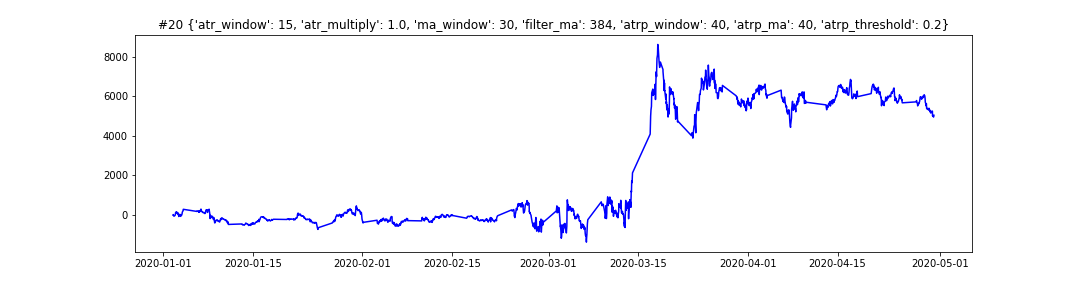 #20 {'atr_window': 15, 'atr_multiply': 1.0, 'ma_window': 30, 'filter_ma': 384, 'atrp_window': 40, 'atrp_ma': 40, 'atrp_threshold': 0.2}
8000
6000
4000
2000
0
2020-01-01 2020-01-15 2020-02-01 2020-02-15 2020-03-01 2020-03-15 2020-04-01 2020-04-15 2020-05-01